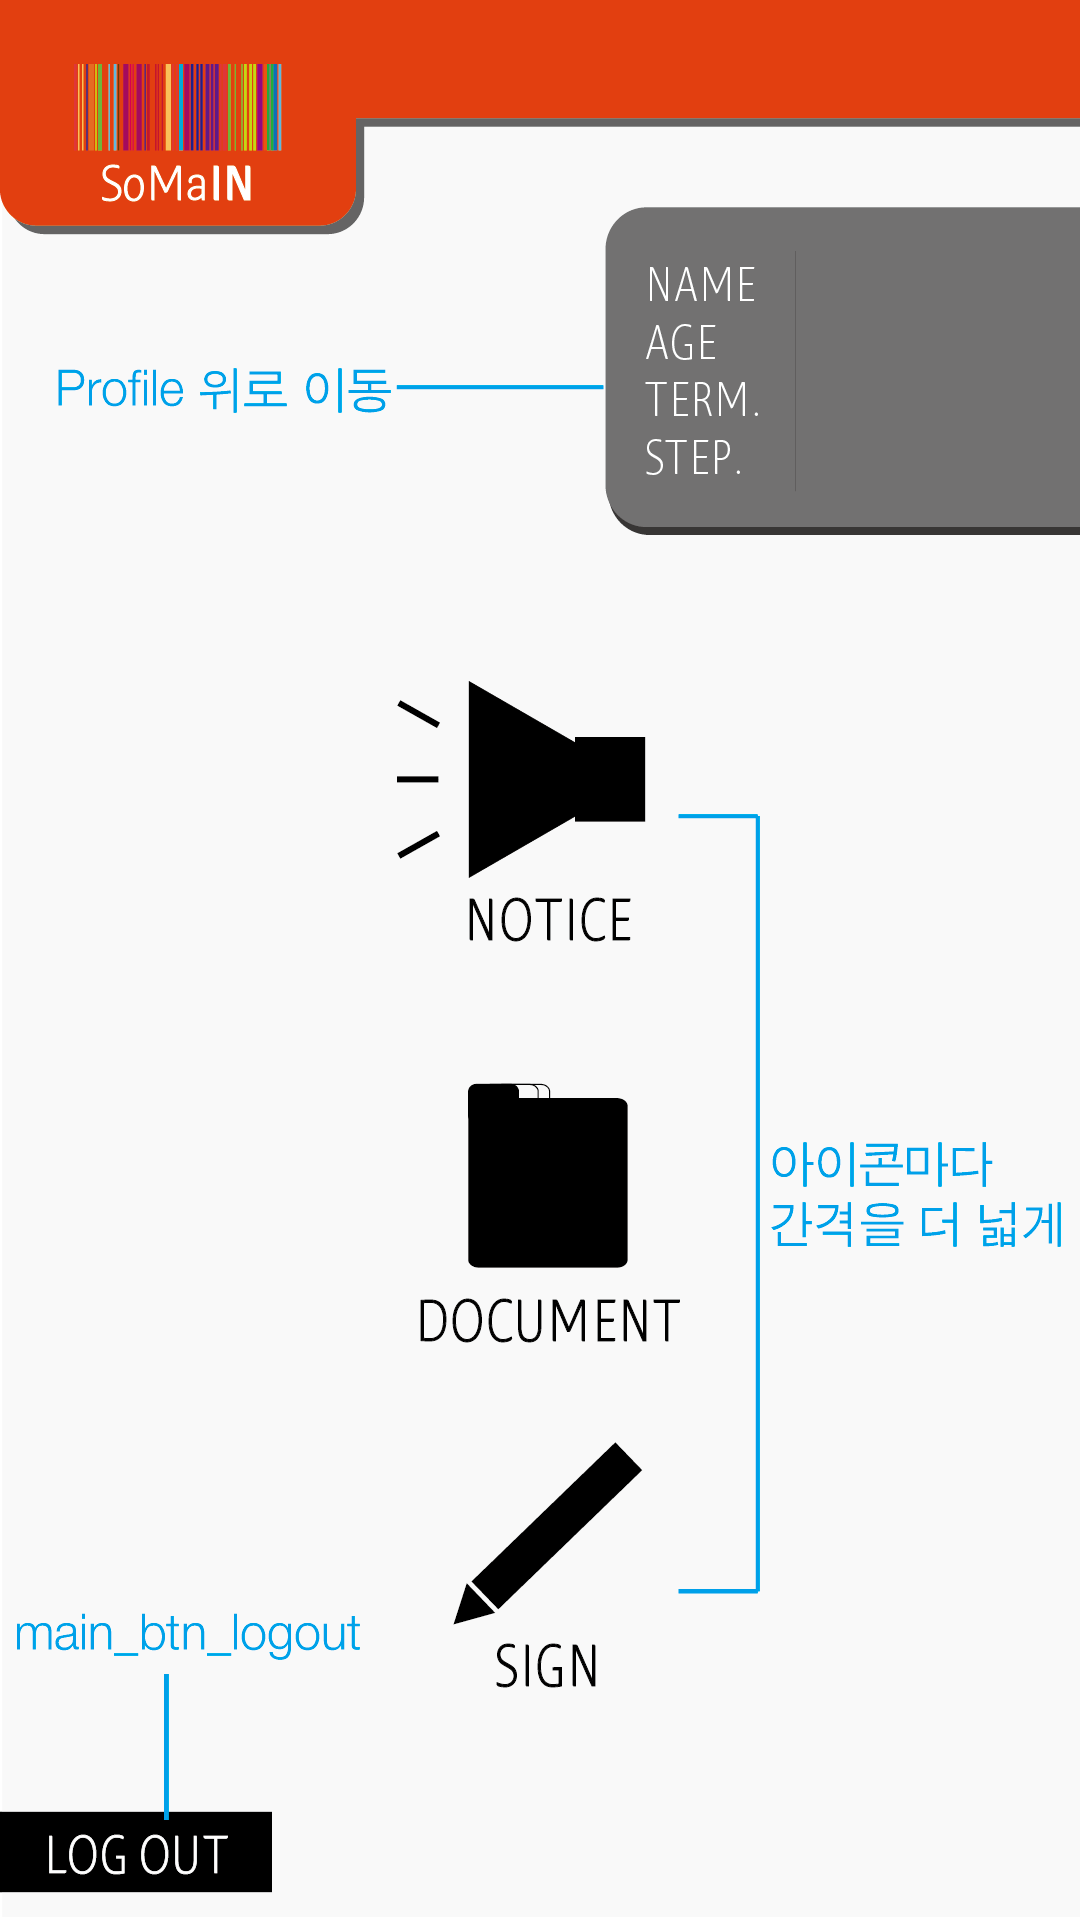 SoMaIN
NAME
AGE
TERM.
STEP.
Profile 위로 이동
NOTICE
아이콘마다
간격을 더 넓게
DOCUMENT
main_btn_logout
SIGN
LOG OUT